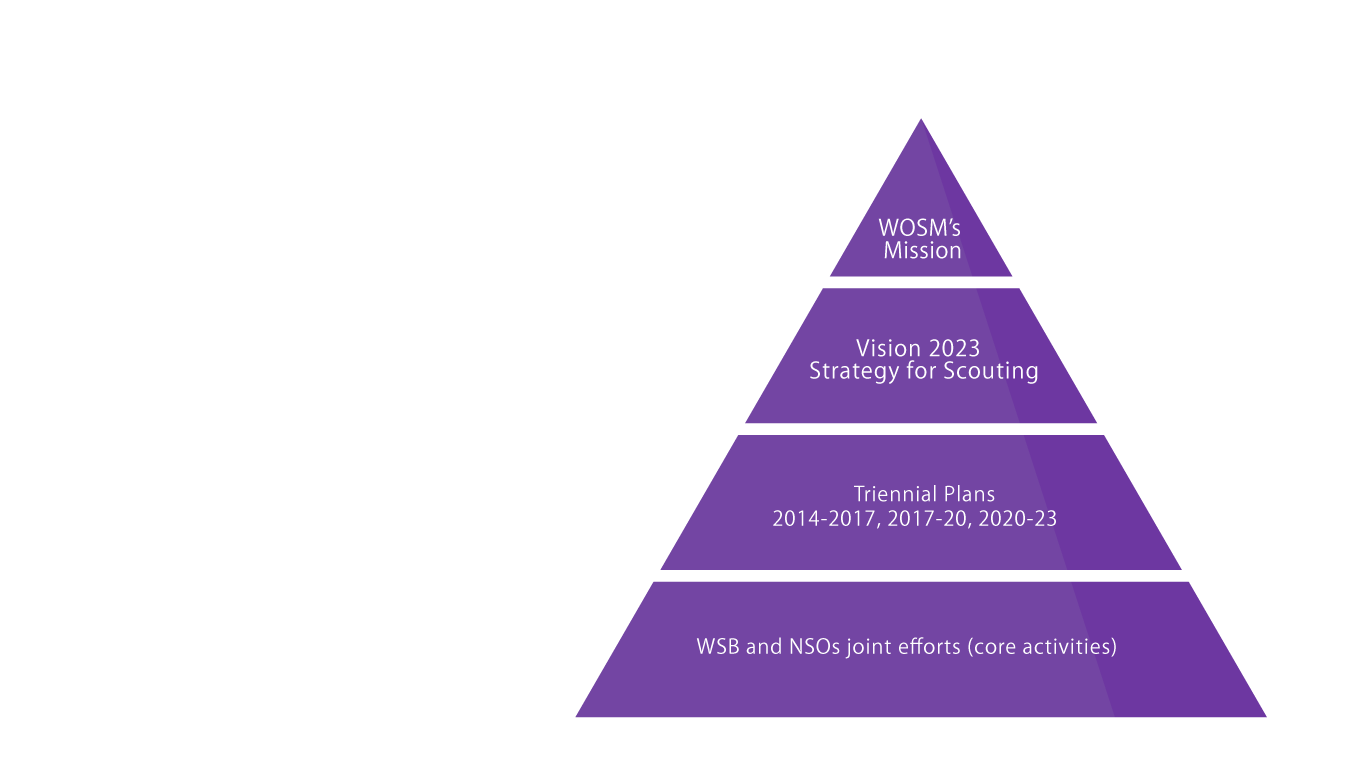 WOSM’s
Mission
Vision 2023
Strategy for Scouting
Triennial Plans
2014-2017, 2017-20, 2020-23
WSB and NSOs joint efforts (core activities)